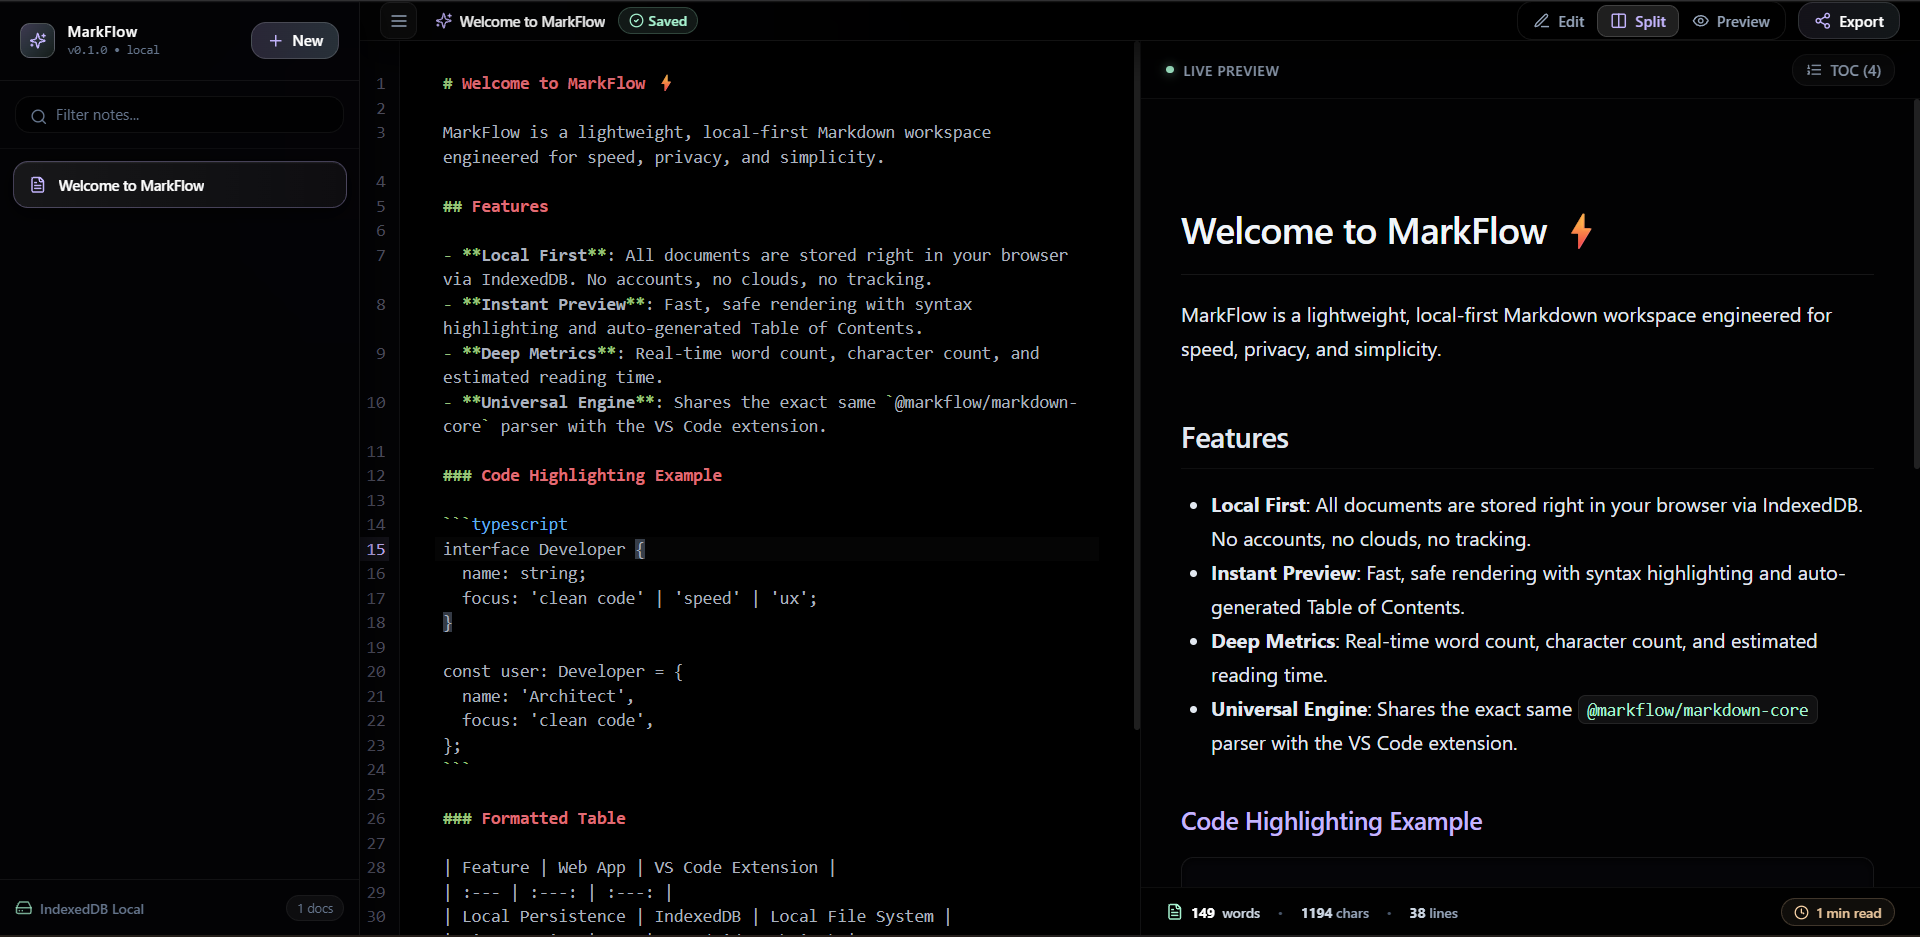 MarkFlow
v0.1.0 • local
+ New
Filter notes...
Welcome to MarkFlow
IndexedDB Local
1 docs
Welcome to MarkFlow
Saved
Edit
Split
Preview
Export
1 # Welcome to MarkFlow ⚡
2
3 MarkFlow is a lightweight, local-first Markdown workspace
engineered for speed, privacy, and simplicity.
4
5 ## Features
6
7 - **Local First**: All documents are stored right in your browser
via IndexedDB. No accounts, no clouds, no tracking.
8 - **Instant Preview**: Fast, safe rendering with syntax
highlighting and auto-generated Table of Contents.
9 - **Deep Metrics**: Real-time word count, character count, and
estimated reading time.
10 - **Universal Engine**: Shares the exact same `@markflow/markdown-
core` parser with the VS Code extension.
11
12 ### Code Highlighting Example
13
14 ```typescript
15 interface Developer {
16   name: string;
17   focus: 'clean code' | 'speed' | 'ux';
18 }
19
20 const user: Developer = {
21   name: 'Architect',
22   focus: 'clean code',
23 };
24 ```
25
26 ### Formatted Table
27
28 | Feature | Web App | VS Code Extension |
29 | :--- | :---: | :---: |
30 | Local Persistence | IndexedDB | Local File System |
LIVE PREVIEW
TOC (4)
Welcome to MarkFlow ⚡
MarkFlow is a lightweight, local-first Markdown workspace engineered for
speed, privacy, and simplicity.
Features
• Local First: All documents are stored right in your browser via IndexedDB.
No accounts, no clouds, no tracking.
• Instant Preview: Fast, safe rendering with syntax highlighting and auto-
generated Table of Contents.
• Deep Metrics: Real-time word count, character count, and estimated
reading time.
• Universal Engine: Shares the exact same @markflow/markdown-core
parser with the VS Code extension.
Code Highlighting Example
149 words • 1194 chars • 38 lines
1 min read